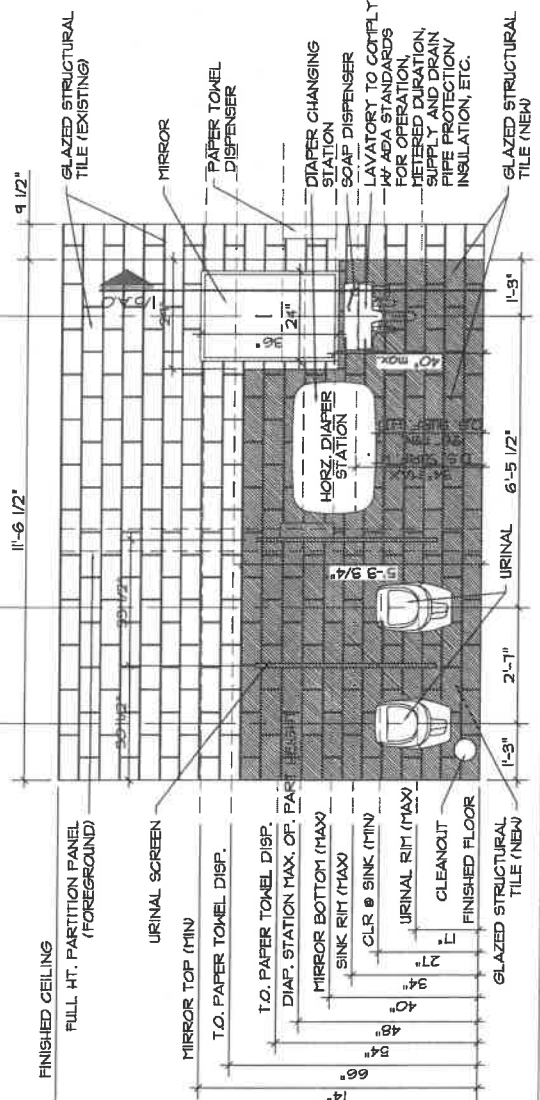 9 1/2"
11'-6 1/2"
GLAZED STRUCTURAL
TILE (EXISTING)
MIRROR
PAPER TOWEL
DISPENSER
DIAPER CHANGING
STATION
SOAP DISPENSER
LAVATORY TO COMPLY
W/ ADA STANDARDS
FOR OPERATION,
METERED DURATION,
SUPPLY AND DRAIN
PIPE PROTECTION/
INSULATION, ETC.
GLAZED STRUCTURAL
TILE (NEW)
36"
24"
40" max.
HORZ. DIAPER
STATION
5'-3 3/4"
1'-3"
6'-5 1/2"
2'-7"
1'-3"
URINAL
FINISHED CEILING
FULL HT. PARTITION PANEL
(FOREGROUND)
URINAL SCREEN
MIRROR TOP (MIN)
T.O. PAPER TOWEL DISP.
T.O. PAPER TOWEL DISP.
DIAP. STATION MAX. OP. PART HEIGHT
MIRROR BOTTOM (MAX)
SINK RIM (MAX)
CLR @ SINK (MIN)
URINAL RIM (MAX)
CLEANOUT
FINISHED FLOOR
GLAZED STRUCTURAL
TILE (NEW)
17"
27"
34"
40"
48"
54"
66"